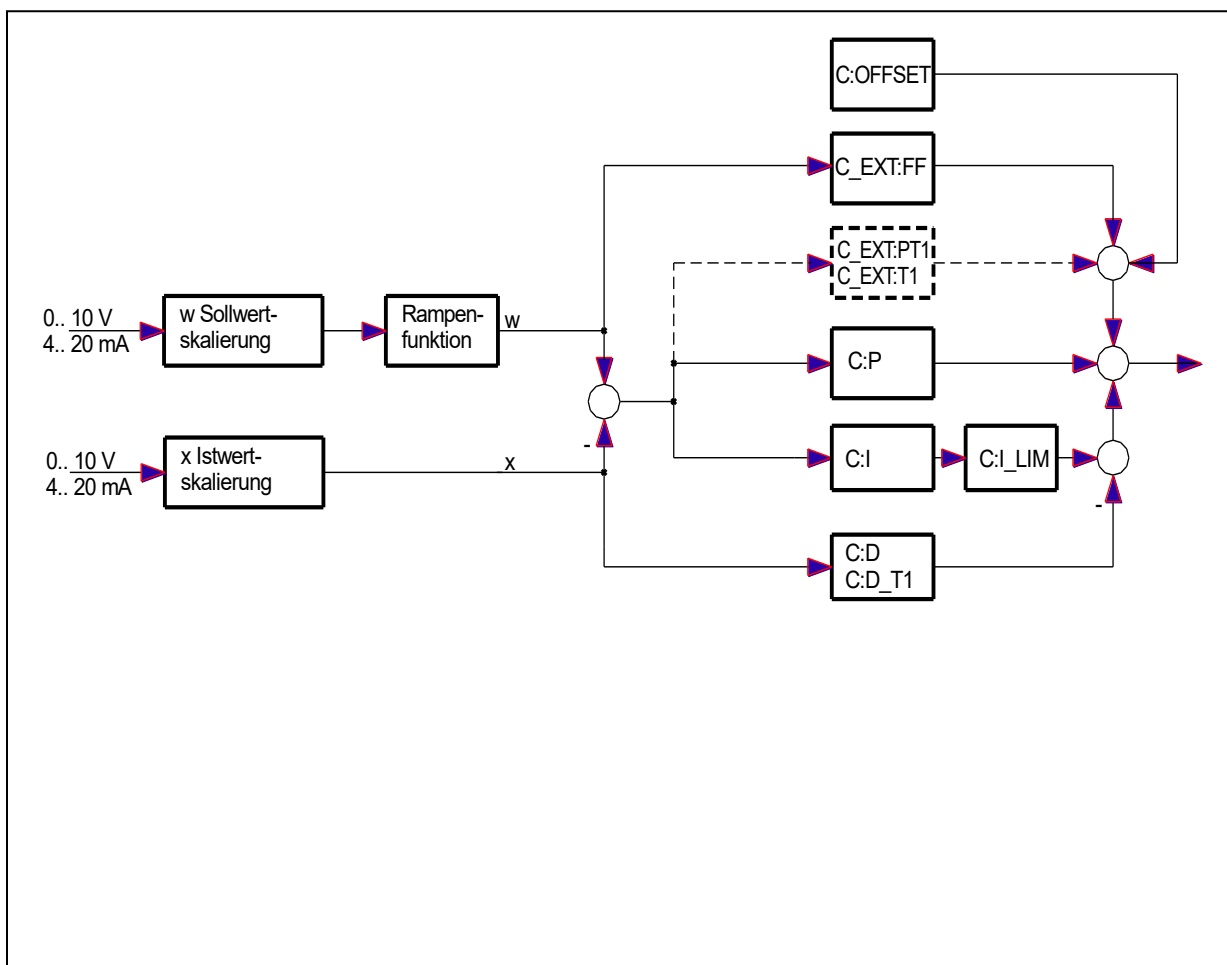 C:OFFSET
C_EXT:FF
C_EXT:PT1
C_EXT:T1
0.. 10 V
4.. 20 mA
w Sollwert-
skalierung
Rampen-
funktion
w
C:P
-
0.. 10 V
4.. 20 mA
x Istwert-
skalierung
x
C:I
C:I_LIM
-
C:D
C:D_T1